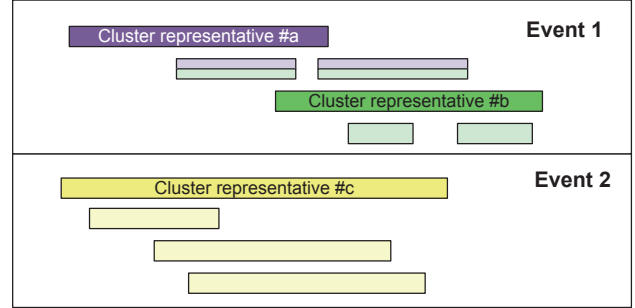 Event 1
Cluster representative #a
Cluster representative #b
Event 2
Cluster representative #c